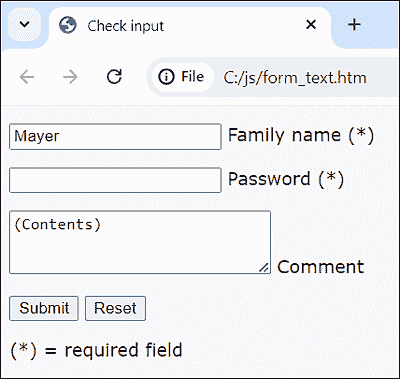 Check input
File C:/js/form_text.htm
Mayer Family name (*)
Password (*)
(Contents)
Comment
Submit Reset
(*) = required field